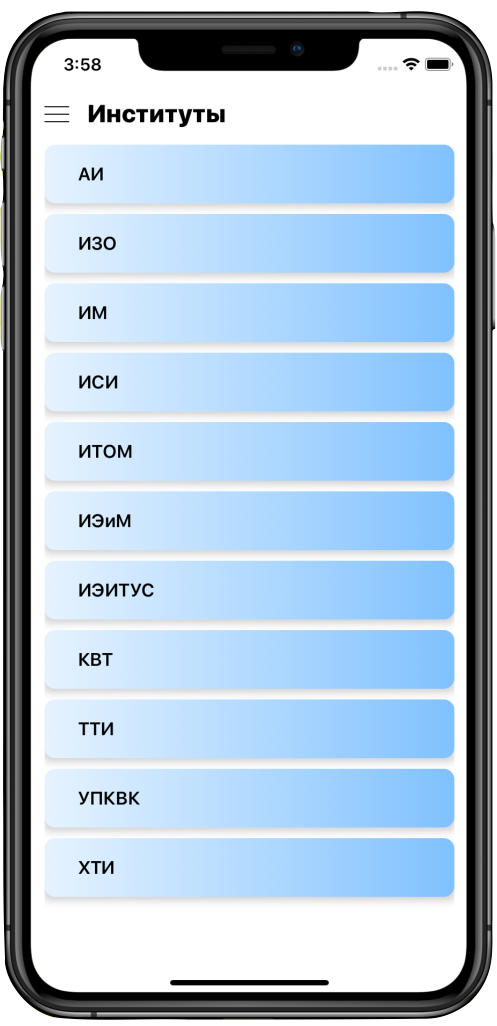 3:58
Институты
АИ
ИЗО
ИМ
ИСИ
ИТОМ
ИЭиМ
ИЭИТУС
КВТ
ТТИ
УПКВК
ХТИ